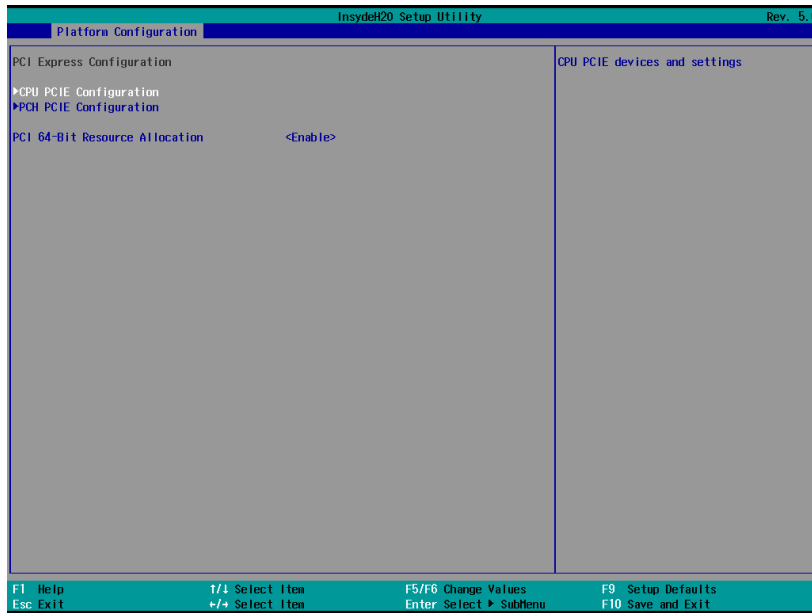 InsydeH20 Setup Utility Rev. 5.
Platform Configuration
PCI Express Configuration CPU PCIE devices and settings
▶CPU PCIE Configuration
▶PCH PCIE Configuration
PCI 64-Bit Resource Allocation <Enable>
F1 Help ↑/↓ Select Item F5/F6 Change Values F9 Setup Defaults
Esc Exit ←/→ Select Item Enter Select ▶ SubMenu F10 Save and Exit